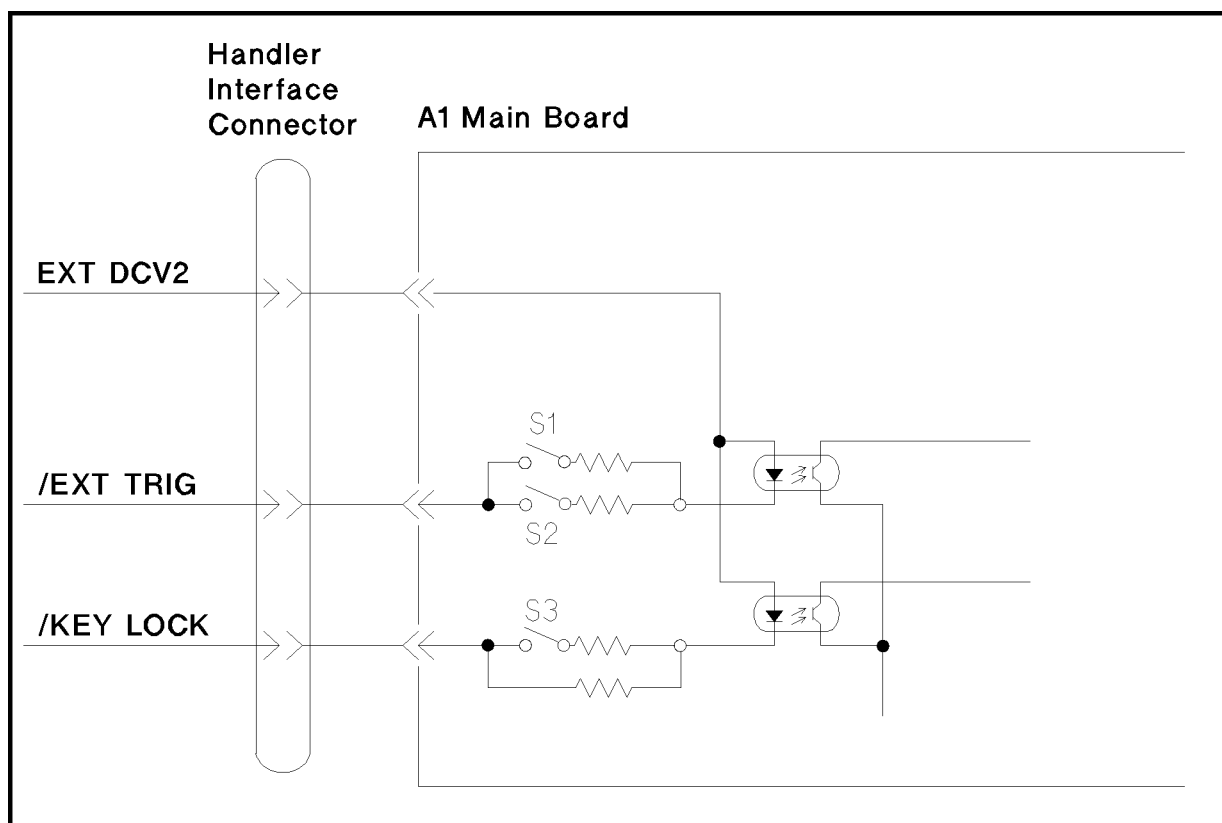 Handler
Interface
Connector
A1 Main Board
EXT DCV2
S1
/EXT TRIG
S2
S3
/KEY LOCK